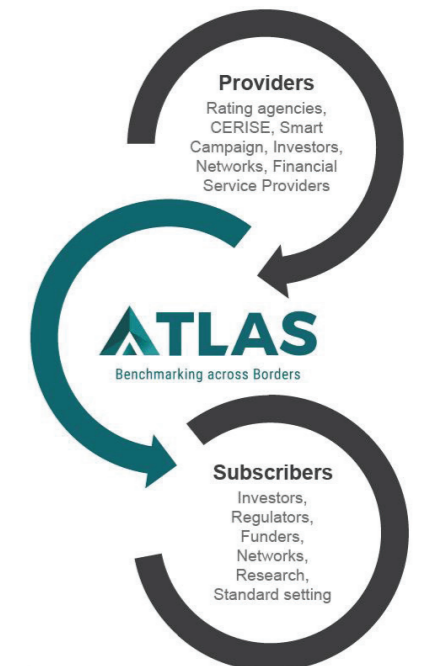 Providers
Rating agencies,
CERISE, Smart
Campaign, Investors,
Networks, Financial
Service Providers
ATLAS
Benchmarking across Borders
Subscribers
Investors,
Regulators,
Funders,
Networks,
Research,
Standard setting